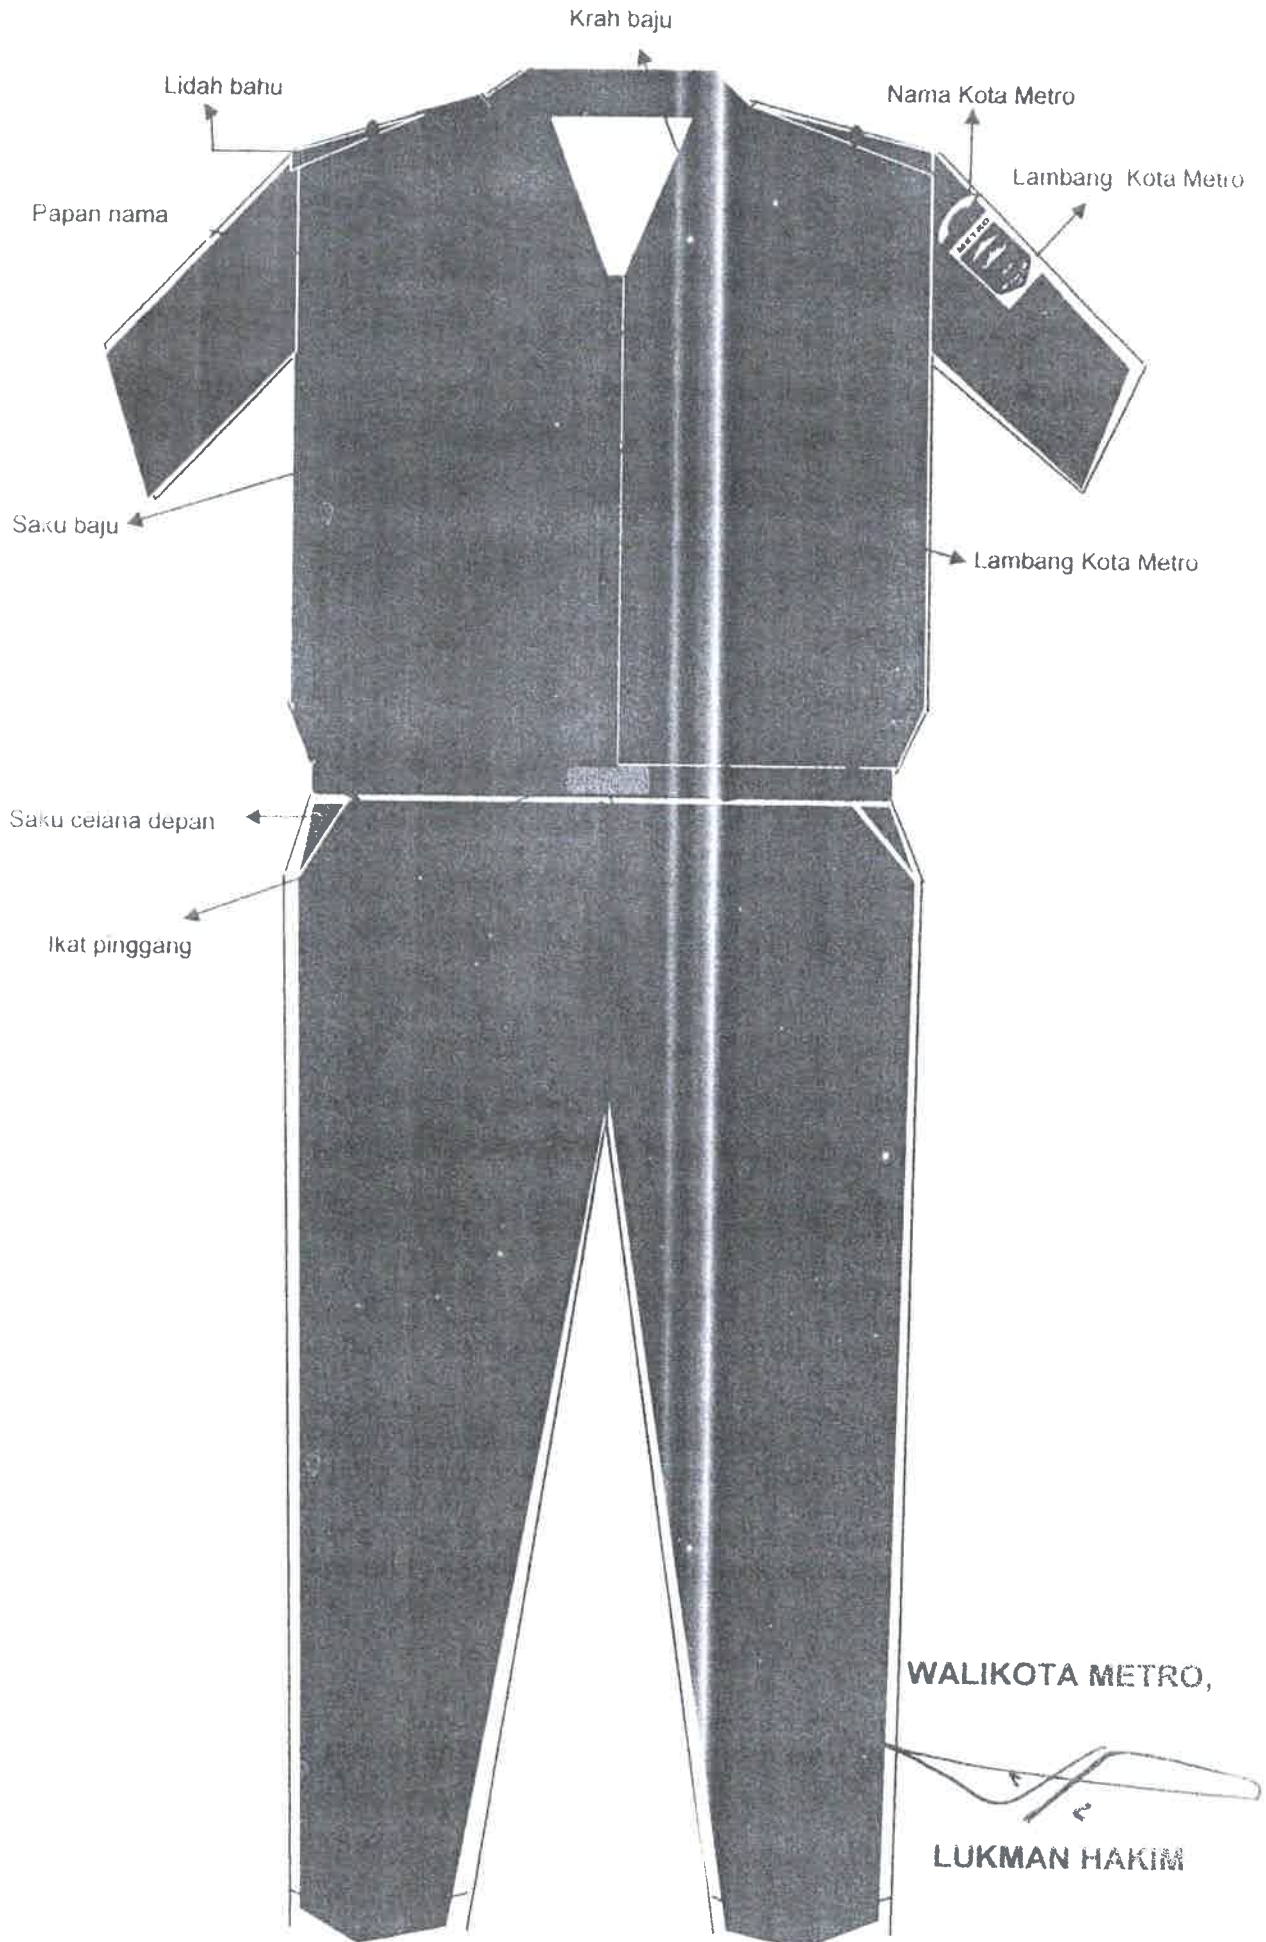 Krah baju
Lidah bahu
Nama Kota Metro
Lambang Kota Metro
Papan nama
METRO
Saku baju
Lambang Kota Metro
Saku celana depan
Ikat pinggang
WALIKOTA METRO,
LUKMAN HAKIM